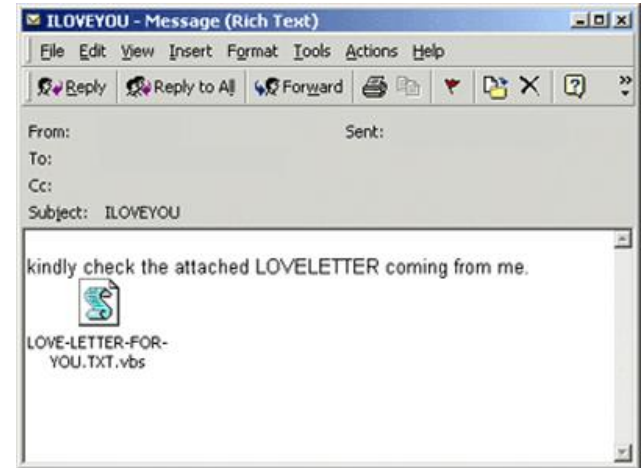 ILOVEYOU - Message (Rich Text)
File Edit View Insert Format Tools Actions Help
Reply Reply to All Forward
From: Sent:
To:
Cc:
Subject: ILOVEYOU
kindly check the attached LOVELETTER coming from me.
LOVE-LETTER-FOR-
YOU.TXT.vbs